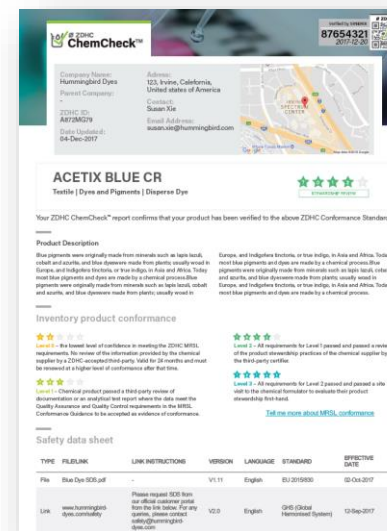 ZDHC
ChemCheck™
Verified by
87654321
2017-12-20
Company Name:
Hummingbird Dyes
Parent Company:
-
ZDHC ID:
A872MG79
Date Updated:
04-Dec-2017
Address:
123, Irvine, Calefornia,
United states of America
Contact:
Susan Xie
Email Address:
susan.xie@hummingbird.com
IRVINE
SPECTRUM
CENTER
ACETIX BLUE CR
Textile | Dyes and Pigments | Disperse Dye
Your ZDHC ChemCheck™ report confirms that your product has been verified to the above ZDHC Conformance Standard
Product Description
Blue pigments were originally made from minerals such as lapis lazuli,
cobalt and azurite, and blue dyeswere made from plants; usually woad in
Europe, and Indigofera tinctoria, or true indigo, in Asia and Africa. Today
most blue pigments and dyes are made by a chemical process.Blue
pigments were originally made from minerals such as lapis lazuli, cobalt
and azurite, and blue dyeswere made from plants; usually woad in
Europe, and Indigofera tinctoria, or true indigo, in Asia and Africa. Today
most blue pigments and dyes are made by a chemical process.Blue
pigments were originally made from minerals such as lapis lazuli, cobalt
and azurite, and blue dyeswere made from plants; usually woad in
Europe, and Indigofera tinctoria, or true indigo, in Asia and Africa. Today
most blue pigments and dyes are made by a chemical process.
Inventory product conformance
Level 0 – the lowest level of confidence in meeting the ZDHC MRSL
requirements. No review of the information provided by the chemical
supplier by a ZDHC-accepted third-party. Valid for 24 months and must
be renewed at a higher level of conformance after that time.
Level 1 – Chemical product passed a third-party review of
documentation or an analytical test report where the data meet the
Quality Assurance and Quality Control requirements in the MRSL
Conformance Guidance to be accepted as evidence of conformance.
Level 2 – All requirements for Level 1 passed and passed a review
of the product stewardship practices of the chemical supplier by
the third-party certifier.
Level 3 – All requirements for Level 2 passed and passed a site
visit to the chemical formulator to evaluate their product
stewardship first-hand.
Tell me more about MRSL conformance
Safety data sheet
TYPE FILE/LINK LINK INSTRUCTIONS VERSION LANGUAGE STANDARD EFFECTIVE DATE
File Blue Dye SDS.pdf - V1.11 English EU 2015/830 02-Oct-2017
Link www.hummingbird-dyes.com/safety
Please request SDS from
our official customer portal
from the link below. For any
queries, please contact
safety@hummingbird-
dyes.com
V2.0 English GHS (Global Harmonised System) 12-Sep-2017